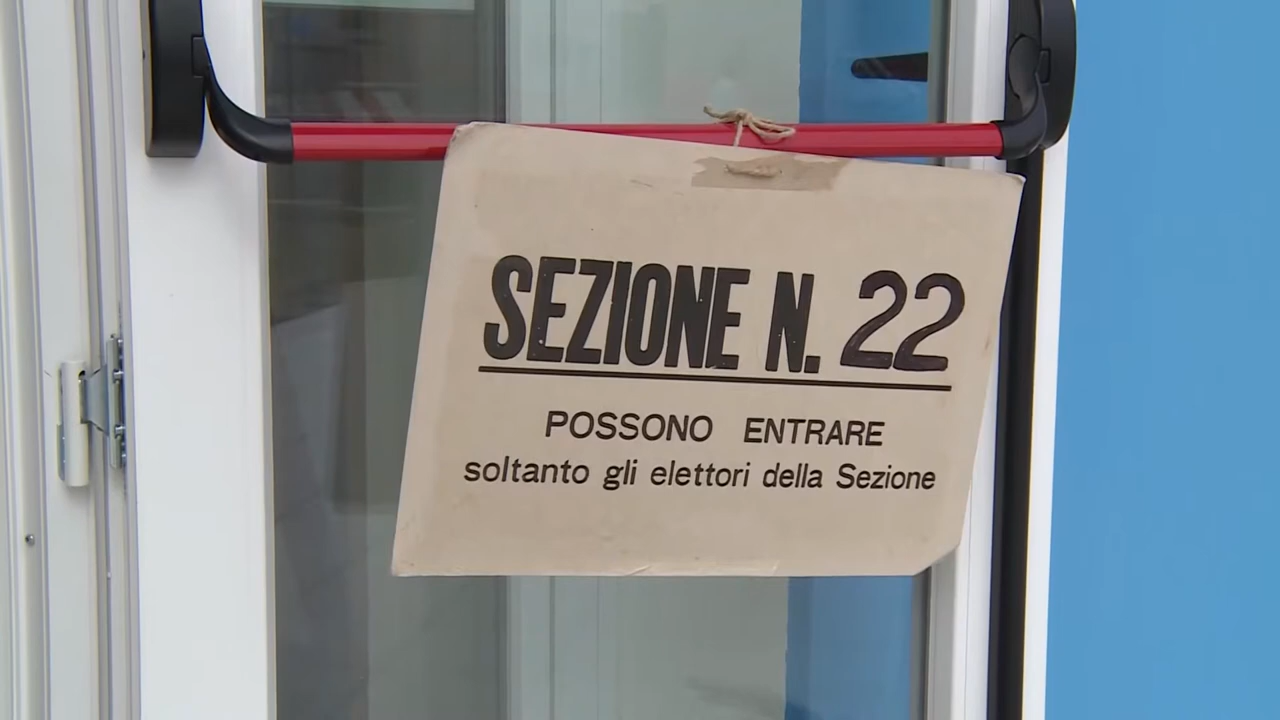 SEZIONE N. 22
POSSONO ENTRARE
soltanto gli elettori della Sezione